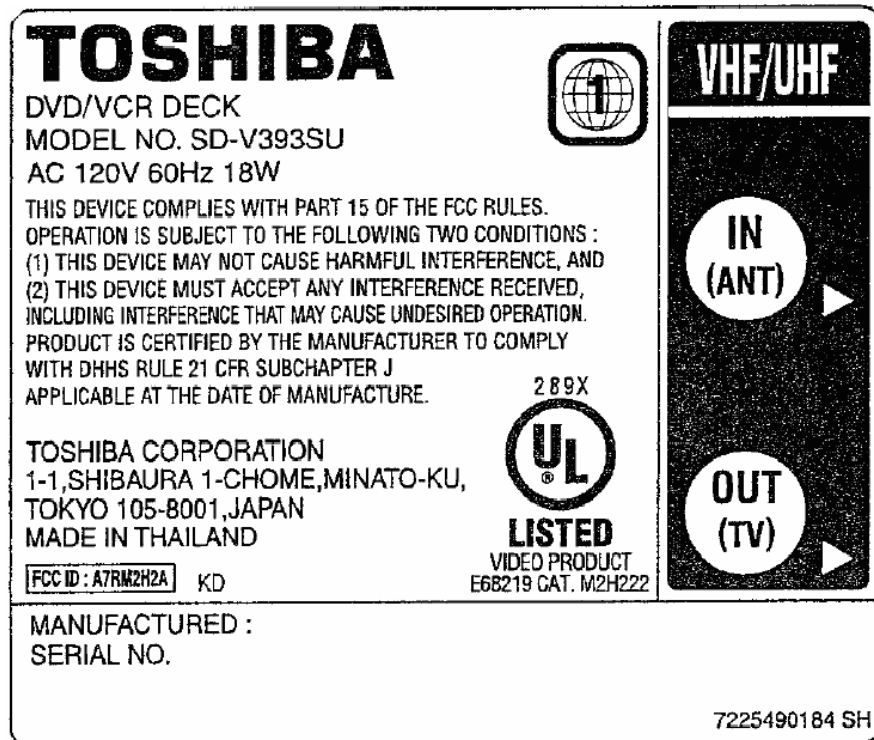 TOSHIBA
DVD/VCR DECK
MODEL NO. SD-V393SU
AC 120V 60Hz 18W
THIS DEVICE COMPLIES WITH PART 15 OF THE FCC RULES.
OPERATION IS SUBJECT TO THE FOLLOWING TWO CONDITIONS :
(1) THIS DEVICE MAY NOT CAUSE HARMFUL INTERFERENCE, AND
(2) THIS DEVICE MUST ACCEPT ANY INTERFERENCE RECEIVED,
INCLUDING INTERFERENCE THAT MAY CAUSE UNDESIRED OPERATION.
PRODUCT IS CERTIFIED BY THE MANUFACTURER TO COMPLY
WITH DHHS RULE 21 CFR SUBCHAPTER J
APPLICABLE AT THE DATE OF MANUFACTURE.
TOSHIBA CORPORATION
1-1,SHIBAURA 1-CHOME,MINATO-KU,
TOKYO 105-8001,JAPAN
MADE IN THAILAND
FCC ID : A7RM2H2A
KD
1
289X
UL
®
LISTED
VIDEO PRODUCT
E68219 CAT. M2H222
VHF/UHF
IN
(ANT)
OUT
(TV)
MANUFACTURED :
SERIAL NO.
7225490184 SH